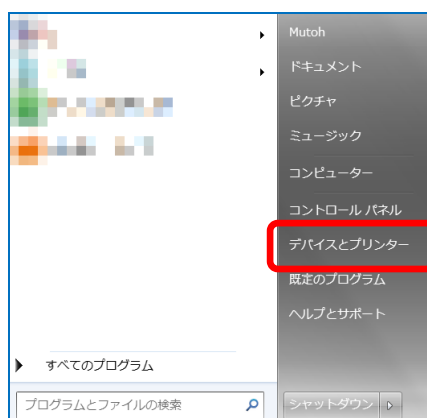 Mutoh
ドキュメント
ピクチャ
ミュージック
コンピューター
コントロール パネル
デバイスとプリンター
既定のプログラム
ヘルプとサポート
すべてのプログラム
プログラムとファイルの検索
シャットダウン